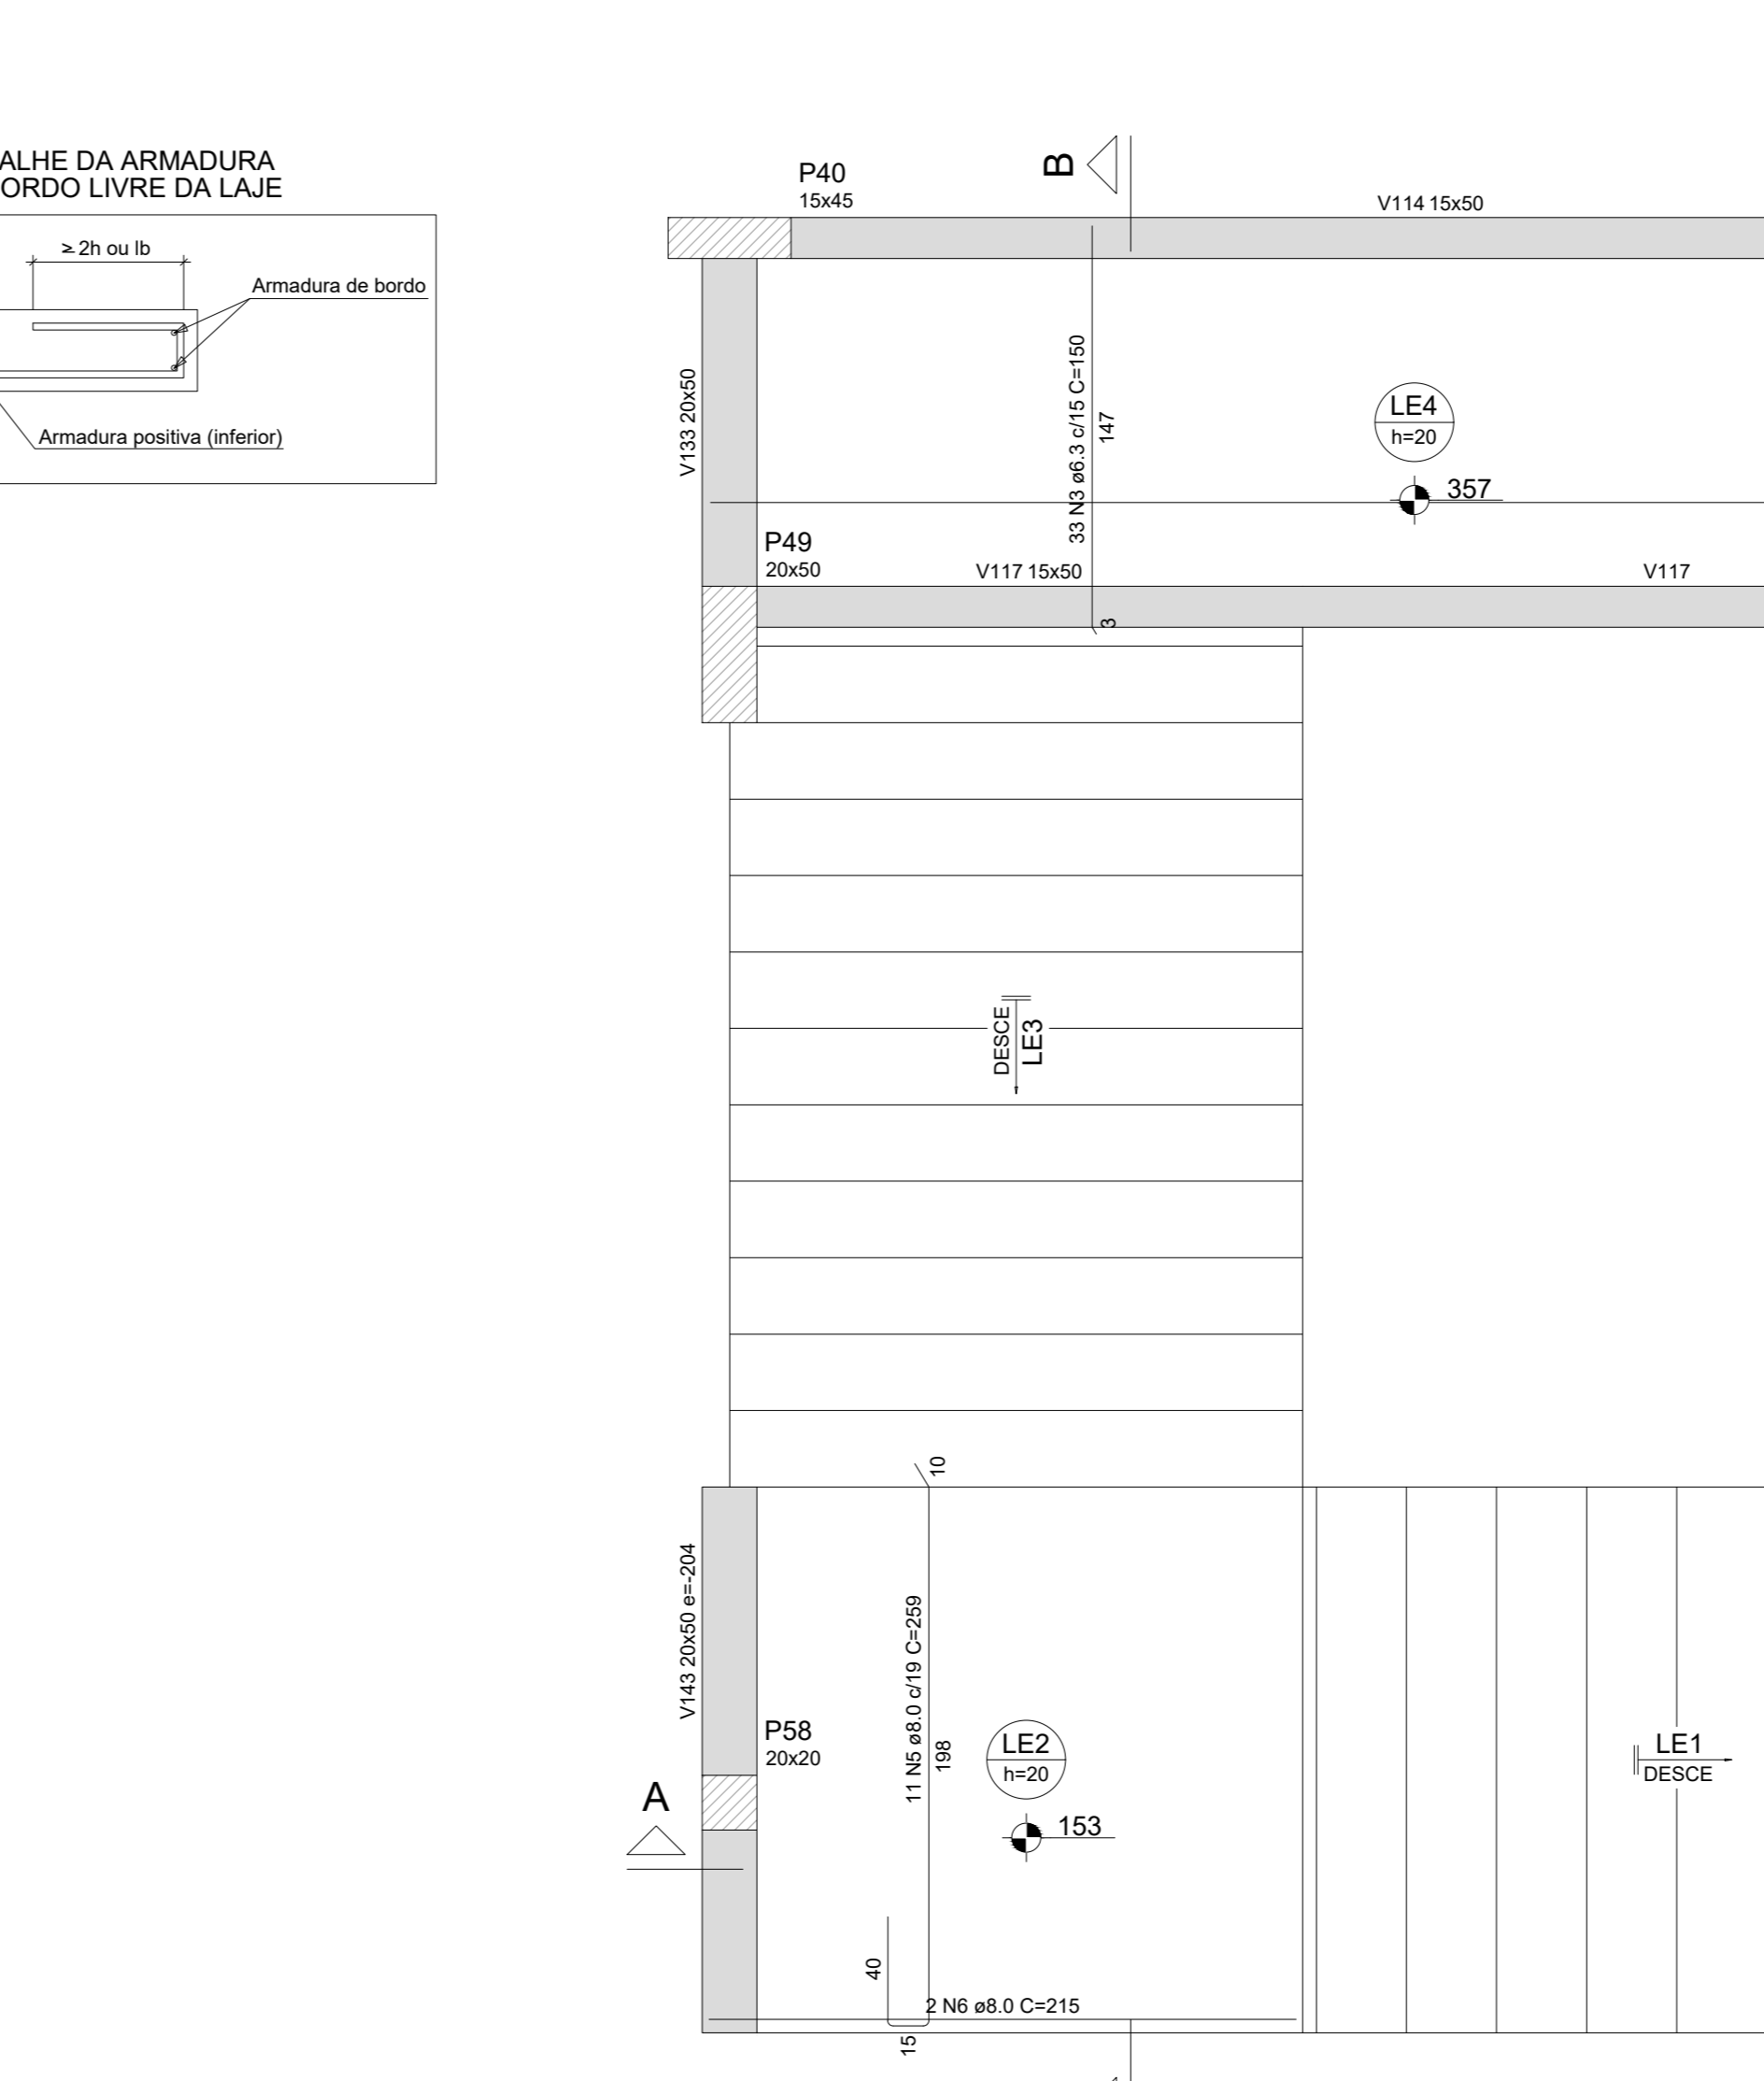 ALHE DA ARMADURA
ORDO LIVRE DA LAJE
≥ 2h ou lb
Armadura de bordo
Armadura positiva (inferior)
P40
15x45
B
V114 15x50
V133 20x50
33 N3 ø6.3 c/15 C=150
147
LE4
h=20
357
P49
20x50
V117 15x50
V117
3
DESCE
LE3
10
V143 20x50 e=-204
11 N5 ø8.0 c/19 C=259
198
P58
20x20
LE2
h=20
153
LE1
DESCE
A
40
2 N6 ø8.0 C=215
15